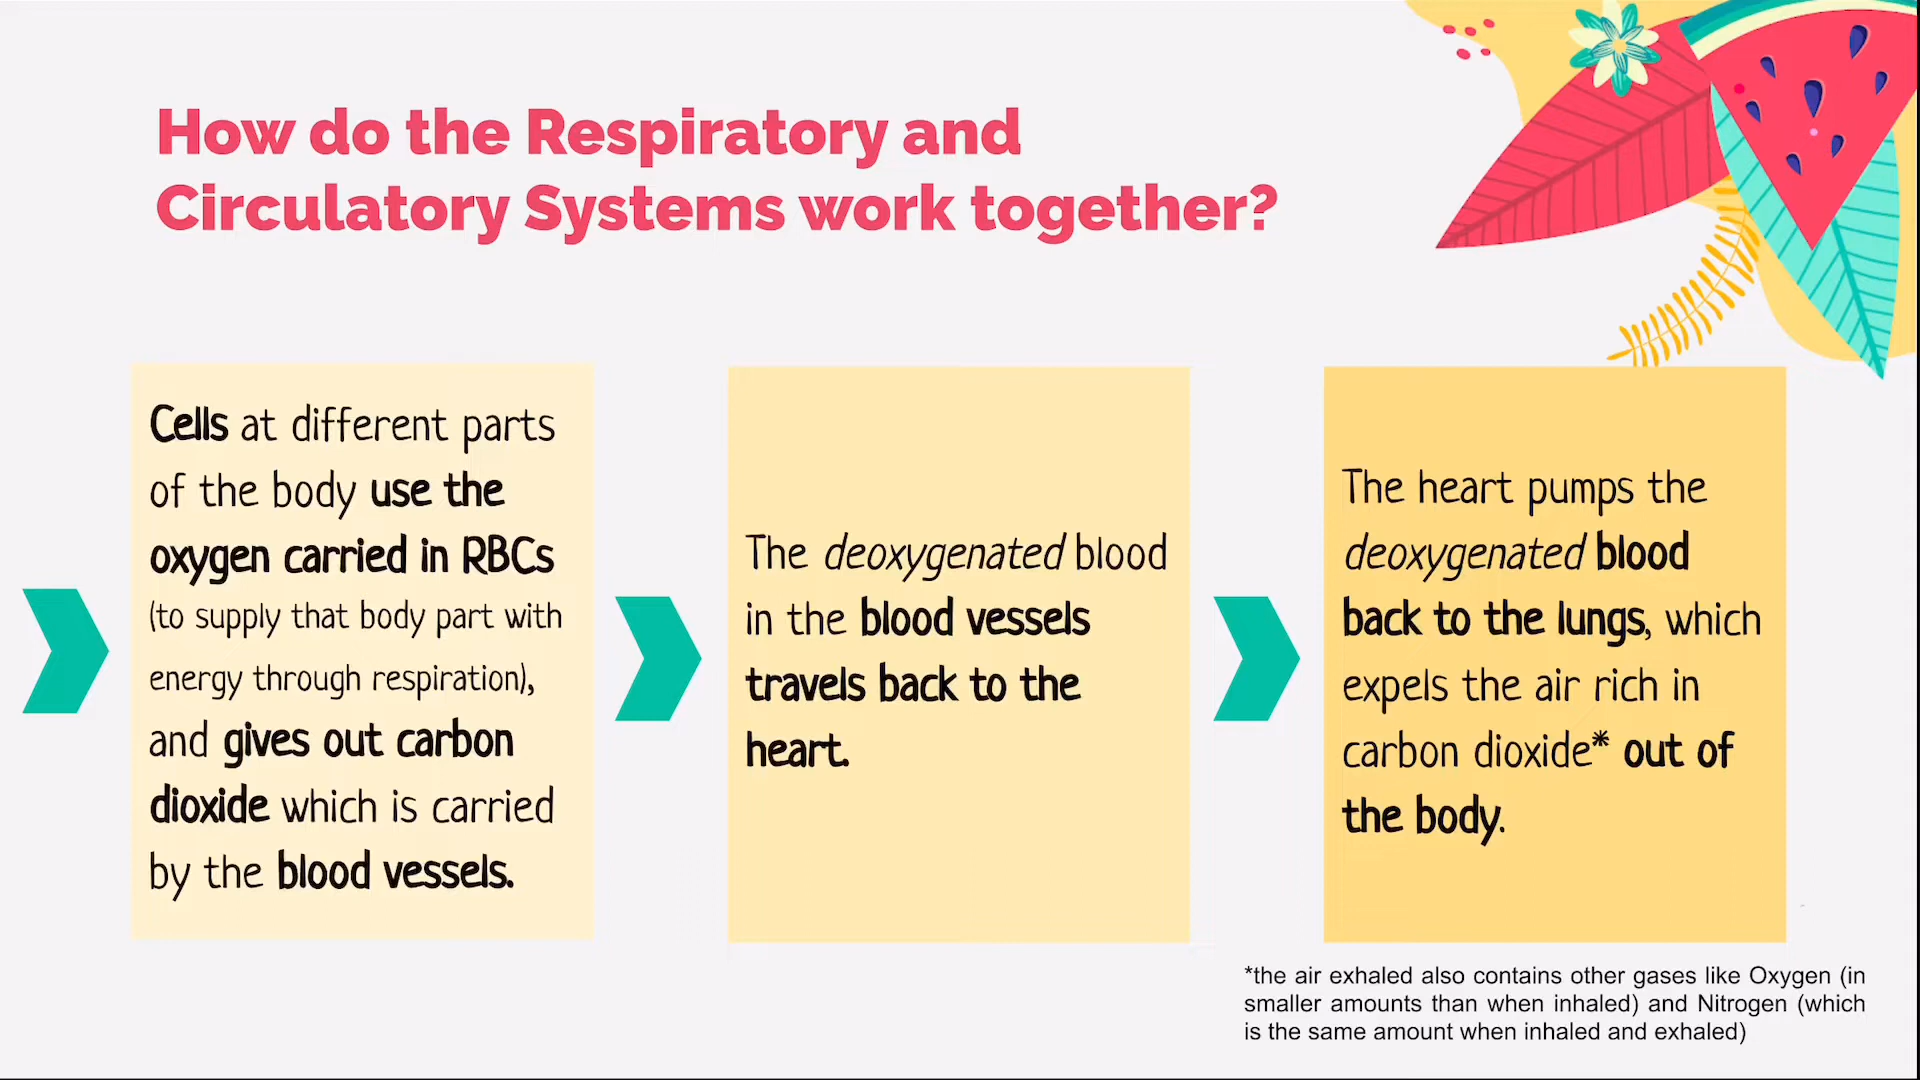 How do the Respiratory and
Circulatory Systems work together?
Cells at different parts
of the body use the
oxygen carried in RBCs
(to supply that body part with
energy through respiration),
and gives out carbon
dioxide which is carried
by the blood vessels.
The deoxygenated blood
in the blood vessels
travels back to the
heart.
The heart pumps the
deoxygenated blood
back to the lungs, which
expels the air rich in
carbon dioxide* out of
the body.
*the air exhaled also contains other gases like Oxygen (in
smaller amounts than when inhaled) and Nitrogen (which
is the same amount when inhaled and exhaled)